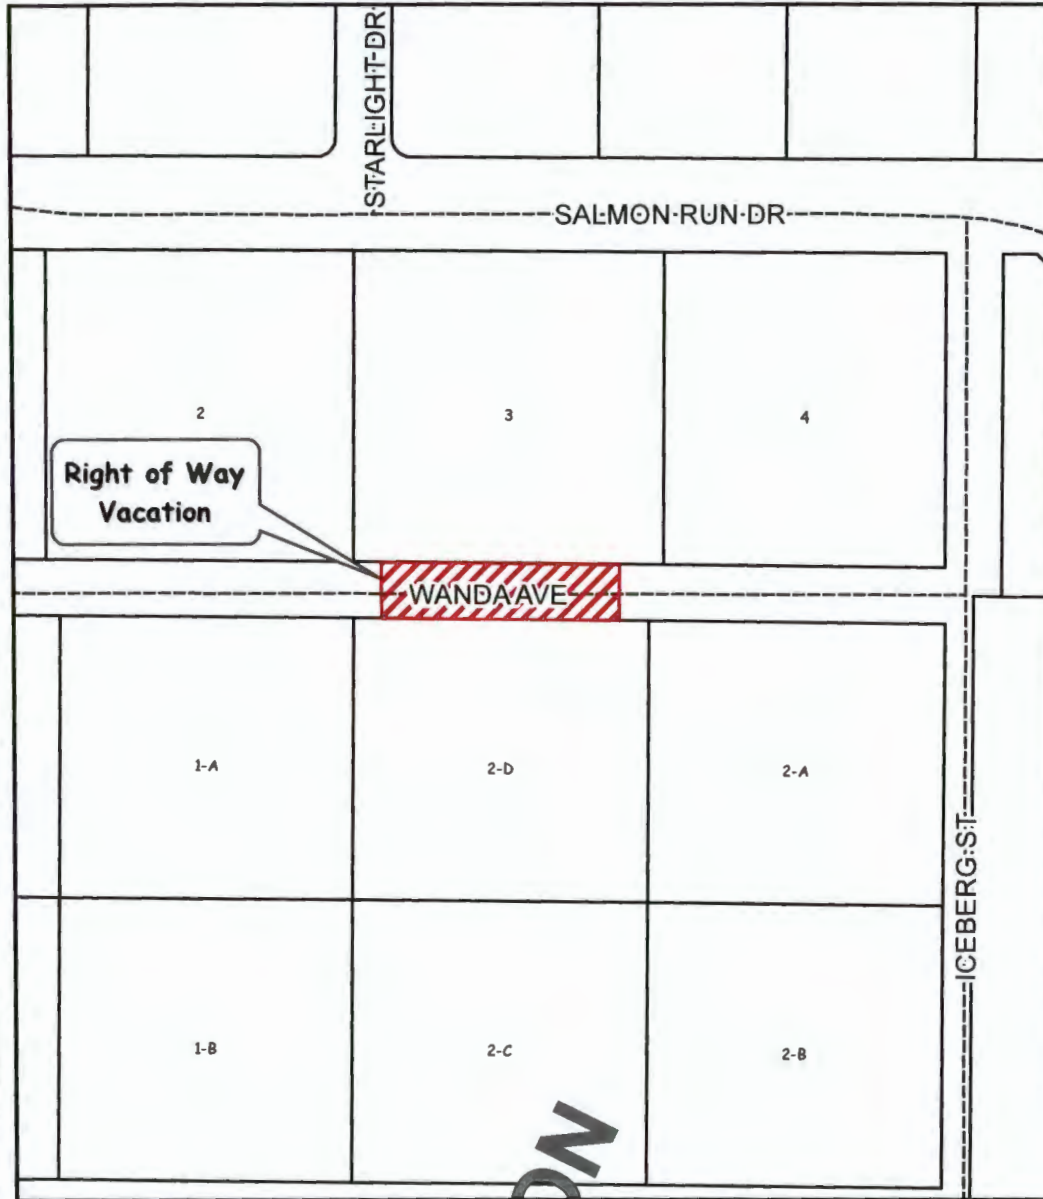 STARLIGHT DR
SALMON RUN DR
2
3
4
Right of Way
Vacation
WANDA AVE
1-A
2-D
2-A
ICEBERG ST
1-B
2-C
2-B
ON